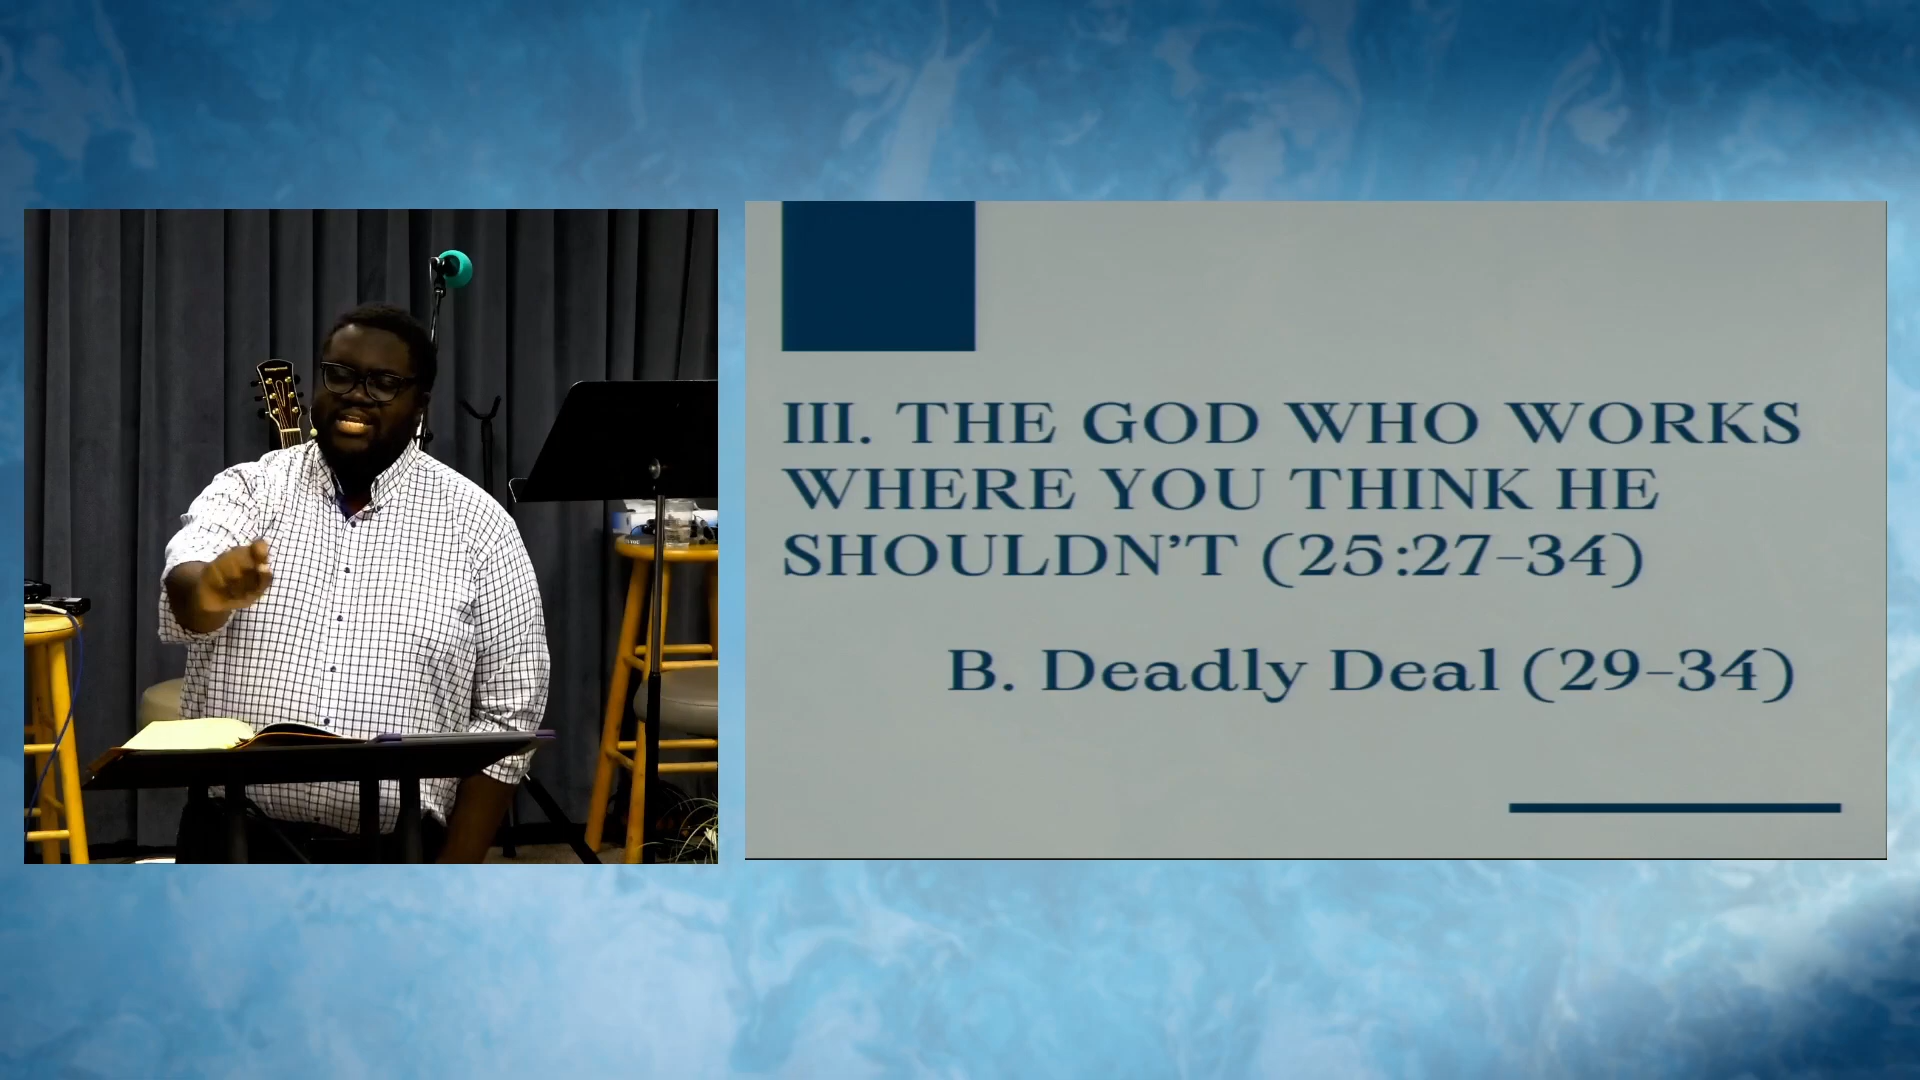 III. THE GOD WHO WORKS
WHERE YOU THINK HE
SHOULDN’T (25:27-34)
B. Deadly Deal (29-34)